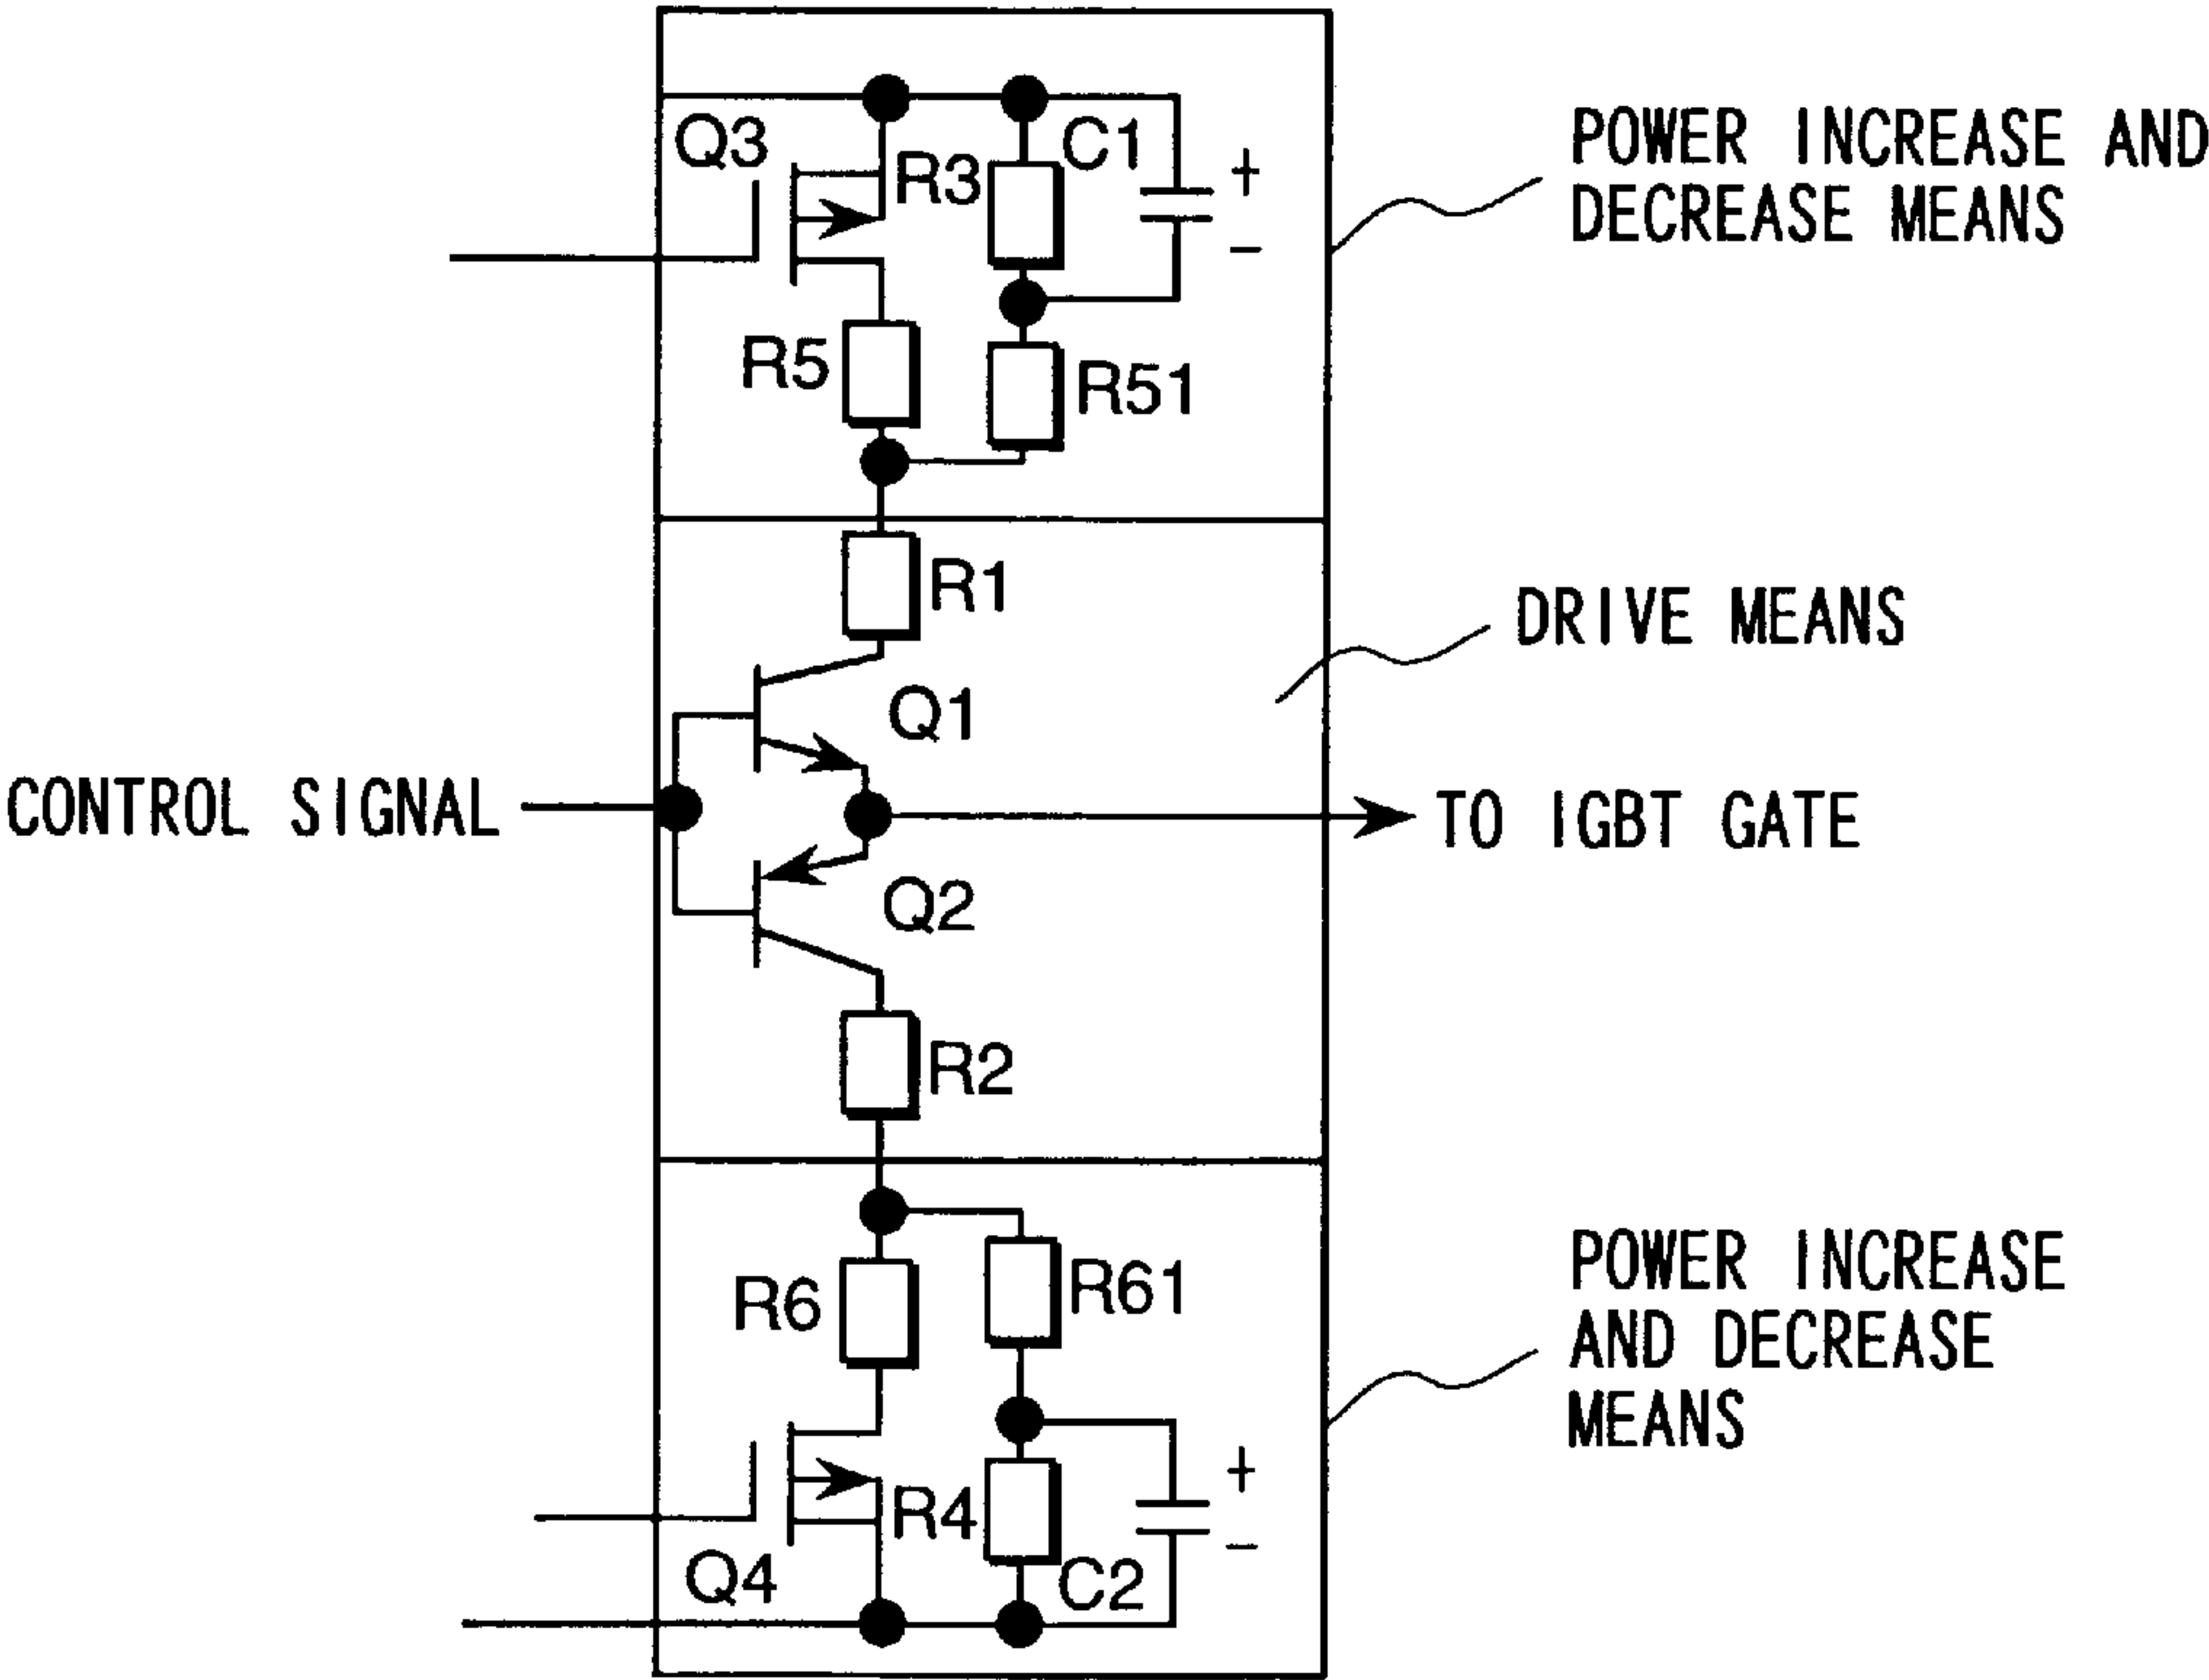 Q3
R3
C1
+
−
R5
R51
POWER INCREASE AND
DECREASE MEANS
R1
Q1
DRIVE MEANS
CONTROL SIGNAL
TO IGBT GATE
Q2
R2
R6
R61
POWER INCREASE
AND DECREASE
MEANS
R4
+
−
Q4
C2